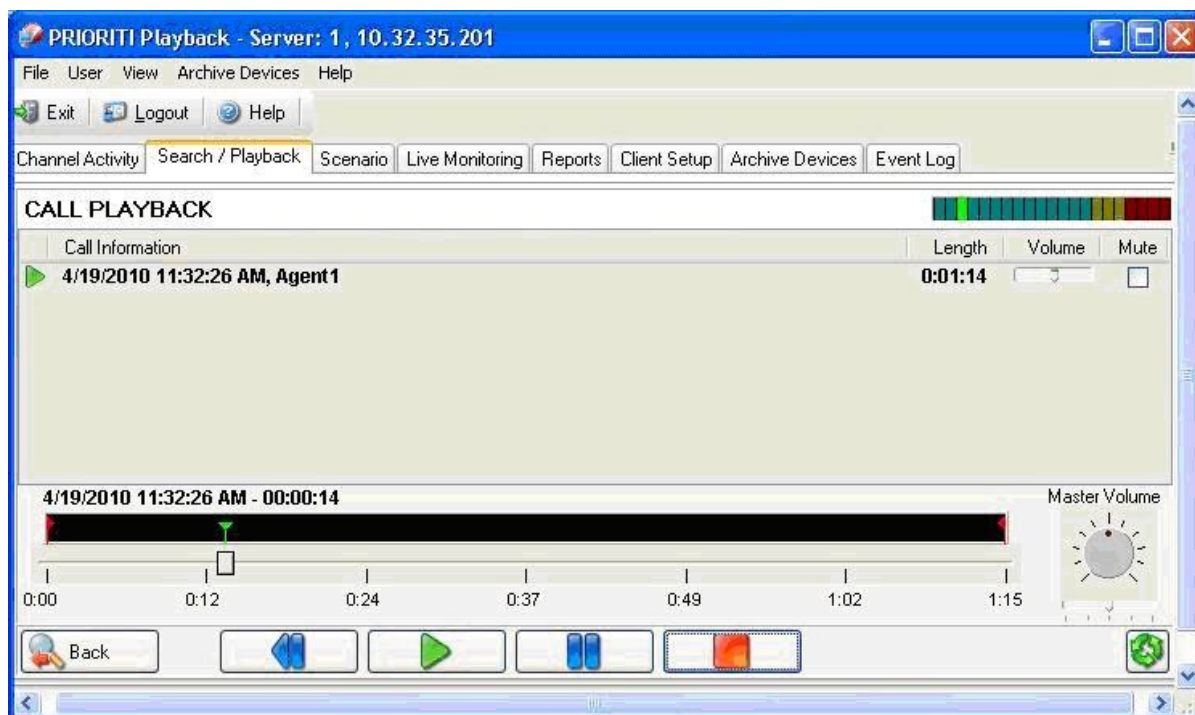 PRIORITI Playback - Server: 1, 10.32.35.201
File User View Archive Devices Help
Exit Logout Help
Channel Activity Search / Playback Scenario Live Monitoring Reports Client Setup Archive Devices Event Log
CALL PLAYBACK
Call Information Length Volume Mute
4/19/2010 11:32:26 AM, Agent1 0:01:14
4/19/2010 11:32:26 AM - 00:00:14 Master Volume
0:00 0:12 0:24 0:37 0:49 1:02 1:15
Back